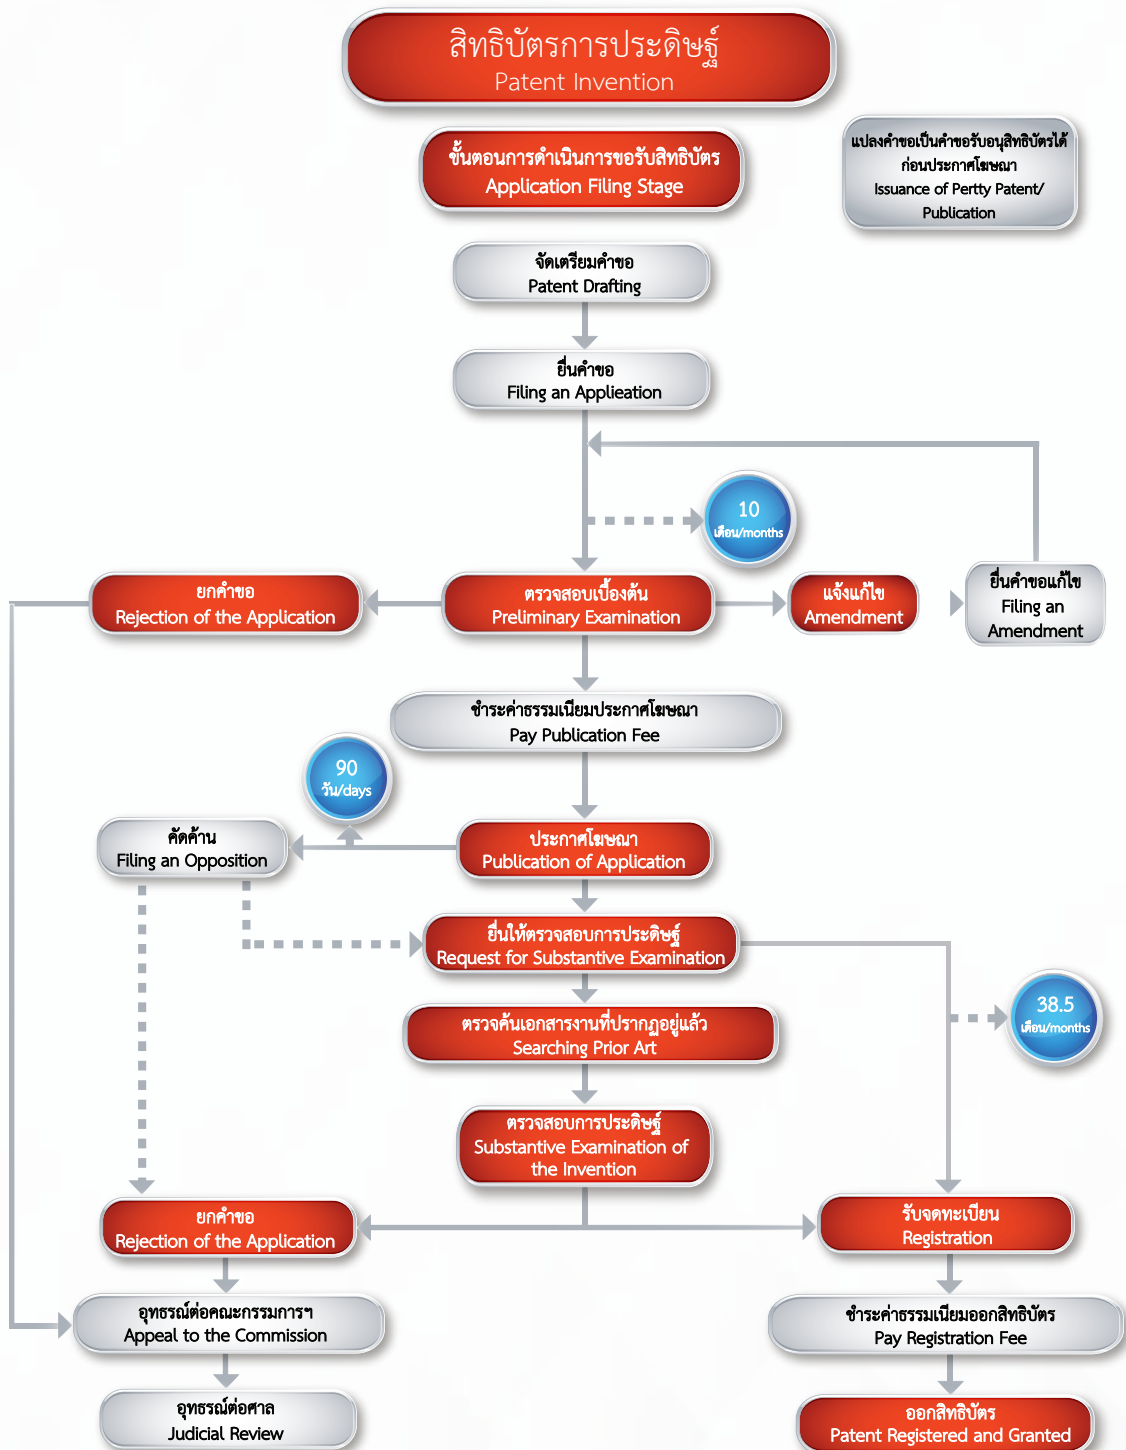 สิทธิบัตรการประดิษฐ์
Patent Invention
ขั้นตอนการดำเนินการขอรับสิทธิบัตร
Application Filing Stage
แปลงคำขอเป็นคำขอรับอนุสิทธิบัตรได้
ก่อนประกาศโฆษณา
Issuance of Pertty Patent/
Publication
จัดเตรียมคำขอ
Patent Drafting
ยื่นคำขอ
Filing an Applieation
10
เดือน/months
ยกคำขอ
Rejection of the Application
ตรวจสอบเบื้องต้น
Preliminary Examination
แจ้งแก้ไข
Amendment
ยื่นคำขอแก้ไข
Filing an
Amendment
ชำระค่าธรรมเนียมประกาศโฆษณา
Pay Publication Fee
90
วัน/days
คัดค้าน
Filing an Opposition
ประกาศโฆษณา
Publication of Application
ยื่นให้ตรวจสอบการประดิษฐ์
Request for Substantive Examination
38.5
เดือน/months
ตรวจค้นเอกสารงานที่ปรากฏอยู่แล้ว
Searching Prior Art
ตรวจสอบการประดิษฐ์
Substantive Examination of
the Invention
ยกคำขอ
Rejection of the Application
รับจดทะเบียน
Registration
อุทธรณ์ต่อคณะกรรมการฯ
Appeal to the Commission
ชำระค่าธรรมเนียมออกสิทธิบัตร
Pay Registration Fee
อุทธรณ์ต่อศาล
Judicial Review
ออกสิทธิบัตร
Patent Registered and Granted